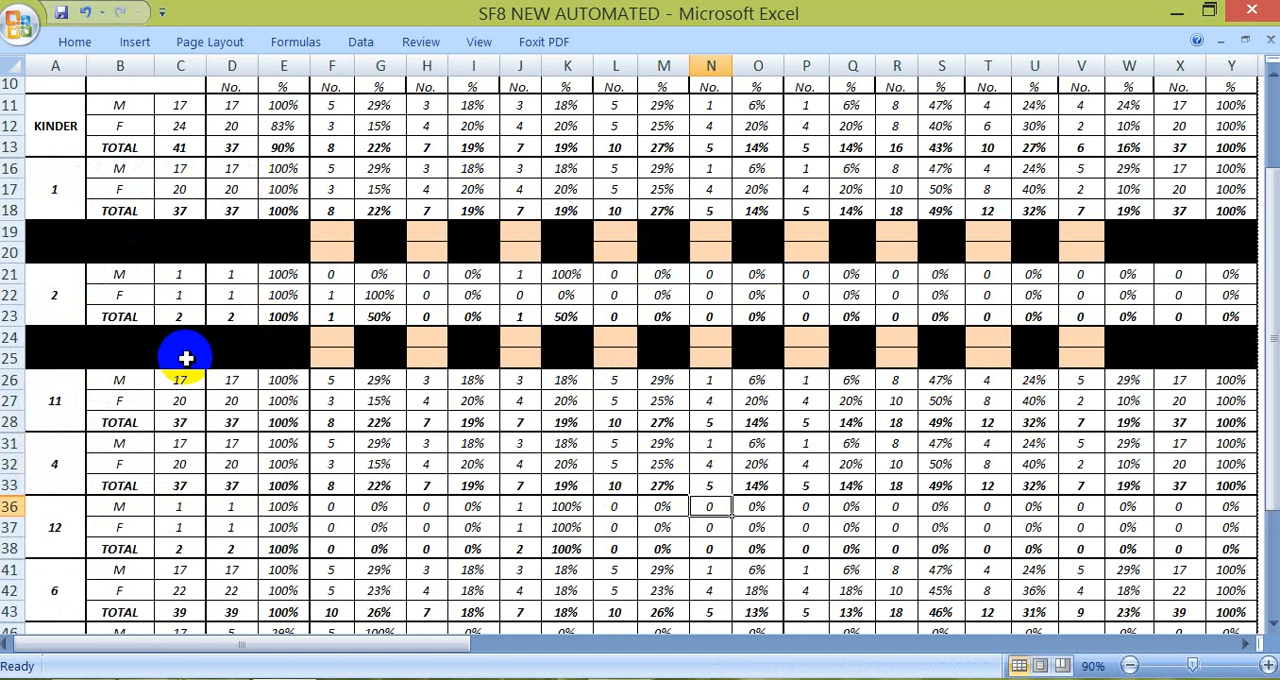 SF8 NEW AUTOMATED - Microsoft Excel
Home Insert Page Layout Formulas Data Review View Foxit PDF
A B C D E F G H I J K L M N O P Q R S T U V W X Y
10 No. % No. % No. % No. % No. % No. % No. % No. % No. % No. % No. %
11 M 17 17 100% 5 29% 3 18% 3 18% 5 29% 1 6% 1 6% 8 47% 4 24% 4 24% 17 100%
12 KINDER F 24 20 83% 3 15% 4 20% 4 20% 5 25% 4 20% 4 20% 8 40% 6 30% 2 10% 20 100%
13 TOTAL 41 37 90% 8 22% 7 19% 7 19% 10 27% 5 14% 5 14% 16 43% 10 27% 6 16% 37 100%
16 M 17 17 100% 5 29% 3 18% 3 18% 5 29% 1 6% 1 6% 8 47% 4 24% 5 29% 17 100%
17 1 F 20 20 100% 3 15% 4 20% 4 20% 5 25% 4 20% 4 20% 10 50% 8 40% 2 10% 20 100%
18 TOTAL 37 37 100% 8 22% 7 19% 7 19% 10 27% 5 14% 5 14% 18 49% 12 32% 7 19% 37 100%
19
20
21 M 1 1 100% 0 0% 0 0% 1 100% 0 0% 0 0% 0 0% 0 0% 0 0% 0 0% 0 0%
22 2 F 1 1 100% 1 100% 0 0% 0 0% 0 0% 0 0% 0 0% 0 0% 0 0% 0 0% 0 0%
23 TOTAL 2 2 100% 1 50% 0 0% 1 50% 0 0% 0 0% 0 0% 0 0% 0 0% 0 0% 0 0%
24
25
26 M 17 17 100% 5 29% 3 18% 3 18% 5 29% 1 6% 1 6% 8 47% 4 24% 5 29% 17 100%
27 11 F 20 20 100% 3 15% 4 20% 4 20% 5 25% 4 20% 4 20% 10 50% 8 40% 2 10% 20 100%
28 TOTAL 37 37 100% 8 22% 7 19% 7 19% 10 27% 5 14% 5 14% 18 49% 12 32% 7 19% 37 100%
31 M 17 17 100% 5 29% 3 18% 3 18% 5 29% 1 6% 1 6% 8 47% 4 24% 5 29% 17 100%
32 4 F 20 20 100% 3 15% 4 20% 4 20% 5 25% 4 20% 4 20% 10 50% 8 40% 2 10% 20 100%
33 TOTAL 37 37 100% 8 22% 7 19% 7 19% 10 27% 5 14% 5 14% 18 49% 12 32% 7 19% 37 100%
36 M 1 1 100% 0 0% 0 0% 1 100% 0 0% 0 0% 0 0% 0 0% 0 0% 0 0% 0 0%
37 12 F 1 1 100% 0 0% 0 0% 1 100% 0 0% 0 0% 0 0% 0 0% 0 0% 0 0% 0 0%
38 TOTAL 2 2 100% 0 0% 0 0% 2 100% 0 0% 0 0% 0 0% 0 0% 0 0% 0 0% 0 0%
41 M 17 17 100% 5 29% 3 18% 3 18% 5 29% 1 6% 1 6% 8 47% 4 24% 5 29% 17 100%
42 6 F 22 22 100% 5 23% 4 18% 4 18% 5 23% 4 18% 4 18% 10 45% 8 36% 4 18% 22 100%
43 TOTAL 39 39 100% 10 26% 7 18% 7 18% 10 26% 5 13% 5 13% 18 46% 12 31% 9 23% 39 100%
46 M 17 5 29% 5 100% 0% 0% 0% 0% 0% 0% 0% 0% 5 100%
Ready 90%